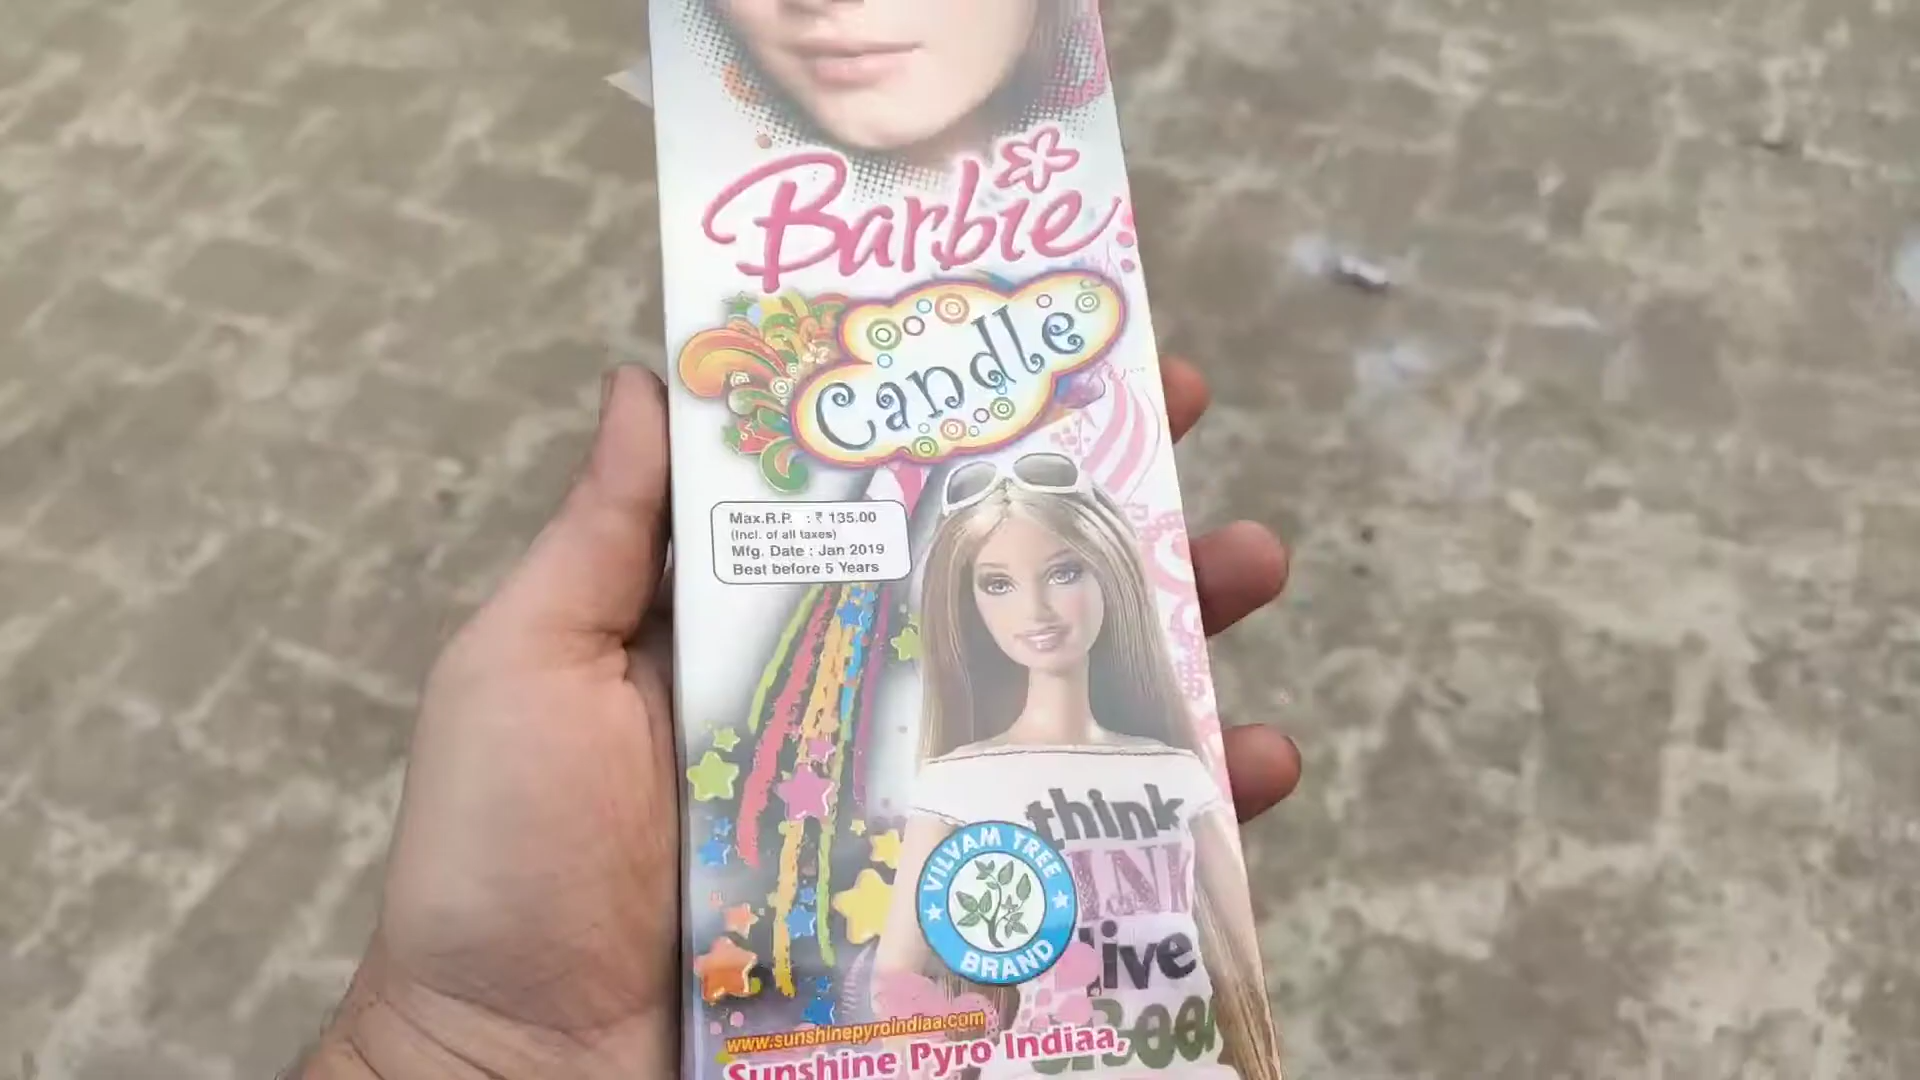 Barbie
Candle
Max.R.P. : ₹ 135.00
(Incl. of all taxes)
Mfg. Date : Jan 2019
Best before 5 Years
think
PINK
live
VILVAM TREE
BRAND
www.sunshinepyroindiaa.com
Sunshine Pyro Indiaa,